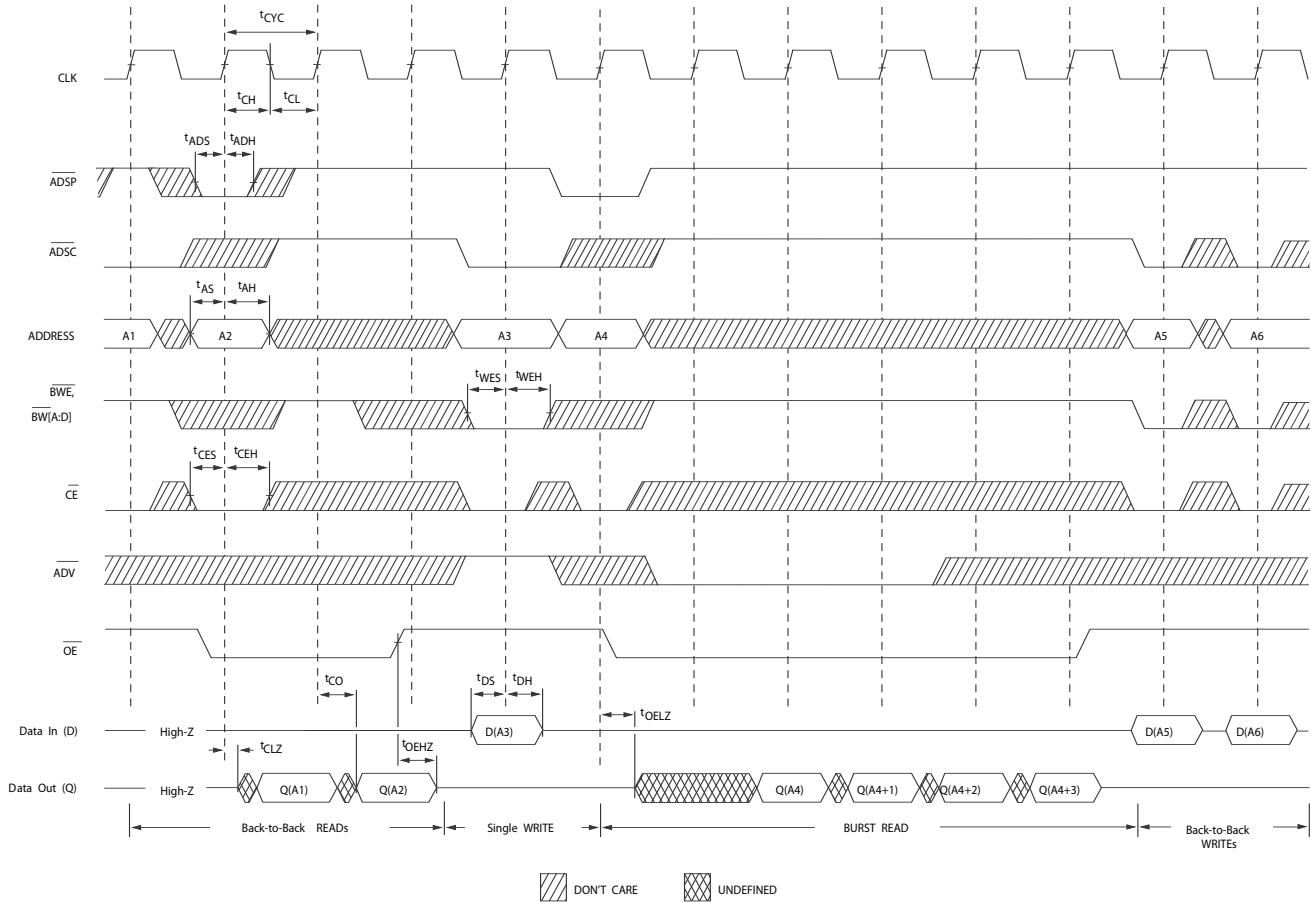 tCYC
CLK
tCH tCL
tADS tADH
ADSP
ADSC
tAS tAH
ADDRESS A1 A2 A3 A4 A5 A6
tWES tWEH
BWE,
BW[A:D]
tCES tCEH
CE
ADV
OE
tCO tDS tDH
tOELZ
Data In (D) High-Z D(A3) D(A5) D(A6)
tCLZ tOEHZ
Data Out (Q) High-Z Q(A1) Q(A2) Q(A4) Q(A4+1) Q(A4+2) Q(A4+3)
Back-to-Back READs Single WRITE BURST READ Back-to-Back
WRITEs
DON'T CARE UNDEFINED